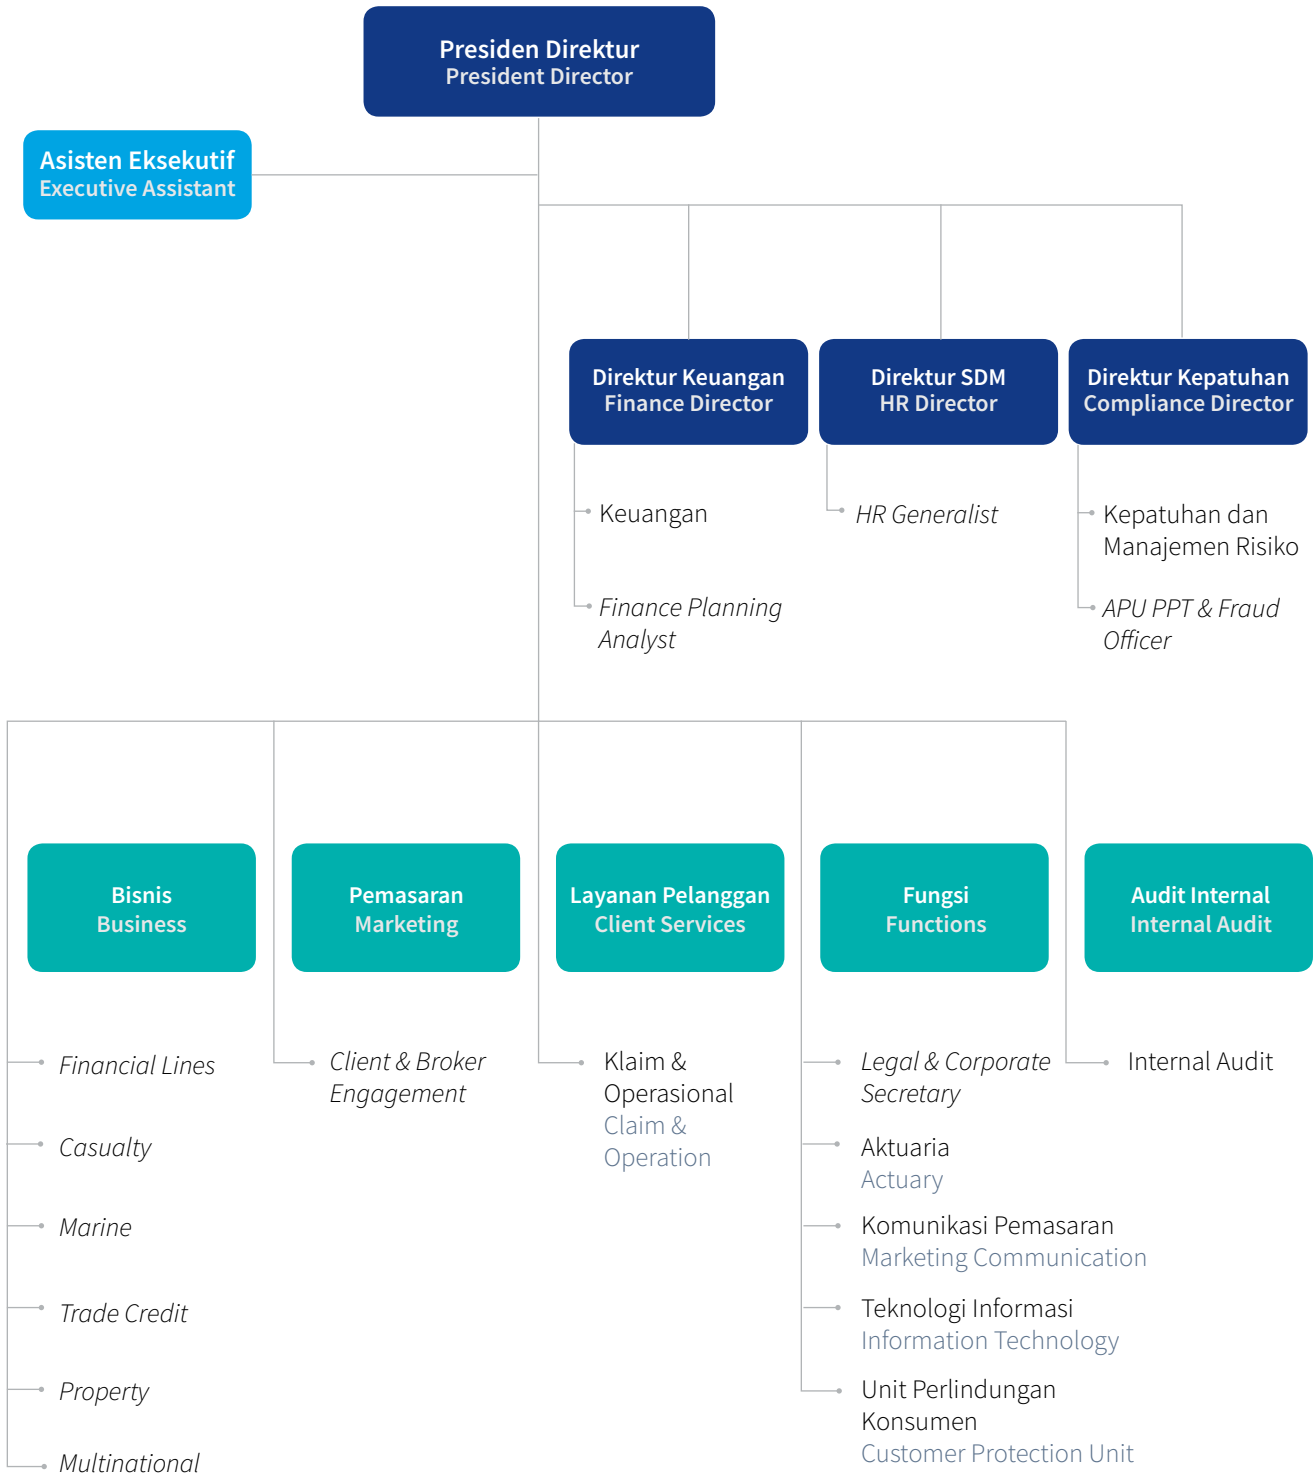 Presiden Direktur
President Director
Asisten Eksekutif
Executive Assistant
Direktur Keuangan
Finance Director
Direktur SDM
HR Director
Direktur Kepatuhan
Compliance Director
Keuangan
Finance Planning
Analyst
HR Generalist
Kepatuhan dan
Manajemen Risiko
APU PPT & Fraud
Officer
Bisnis
Business
Pemasaran
Marketing
Layanan Pelanggan
Client Services
Fungsi
Functions
Audit Internal
Internal Audit
Financial Lines
Casualty
Marine
Trade Credit
Property
Multinational
Client & Broker
Engagement
Klaim &
Operasional
Claim &
Operation
Legal & Corporate
Secretary
Aktuaria
Actuary
Komunikasi Pemasaran
Marketing Communication
Teknologi Informasi
Information Technology
Unit Perlindungan
Konsumen
Customer Protection Unit
Internal Audit